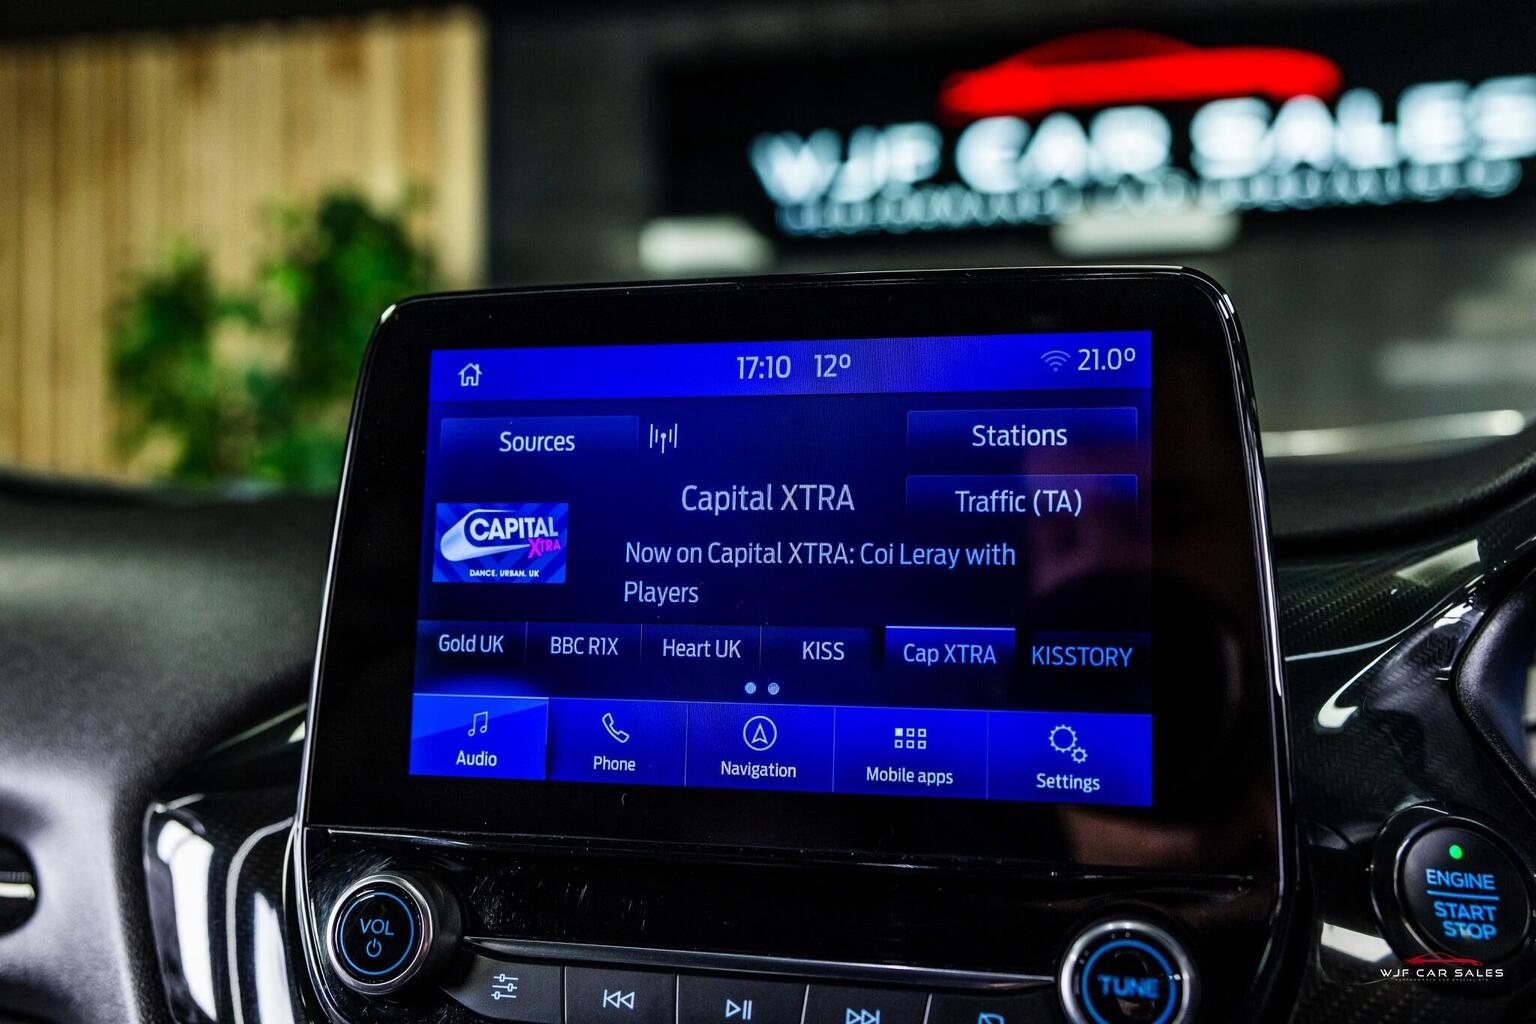 WJF CAR SALES
17:10 12º 21.0º
Sources
Stations
Capital XTRA
Traffic (TA)
CAPITAL
XTRA
DANCE. URBAN. UK
Now on Capital XTRA: Coi Leray with
Players
Gold UK BBC R1X Heart UK KISS Cap XTRA KISSTORY
Audio Phone Navigation Mobile apps Settings
ENGINE
START
STOP
VOL
TUNE
WJF CAR SALES